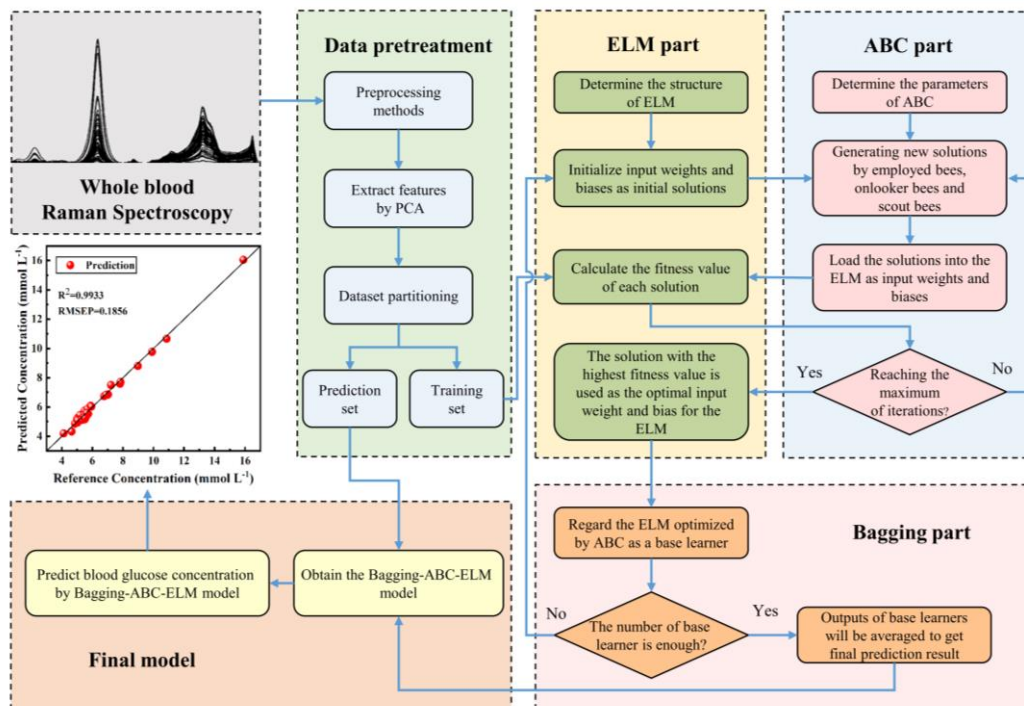 Whole blood
Raman Spectroscopy
Data pretreatment
Preprocessing
methods
Extract features
by PCA
Dataset partitioning
Prediction
set
Training
set
ELM part
Determine the structure
of ELM
Initialize input weights and
biases as initial solutions
Calculate the fitness value
of each solution
The solution with the
highest fitness value is
used as the optimal input
weight and bias for the
ELM
ABC part
Determine the parameters
of ABC
Generating new solutions
by employed bees,
onlooker bees and
scout bees
Load the solutions into the
ELM as input weights and
biases
Yes
Reaching the
maximum
of iterations?
No
Predicted Concentration (mmol L⁻¹)
16
14
12
10
8
6
4
Prediction
R²=0.9933
RMSEP=0.1856
4 6 8 10 12 14 16
Reference Concentration (mmol L⁻¹)
Bagging part
Regard the ELM optimized
by ABC as a base learner
No
The number of base
learner is enough?
Yes
Outputs of base learners
will be averaged to get
final prediction result
Predict blood glucose concentration
by Bagging-ABC-ELM model
Obtain the Bagging-ABC-ELM
model
Final model